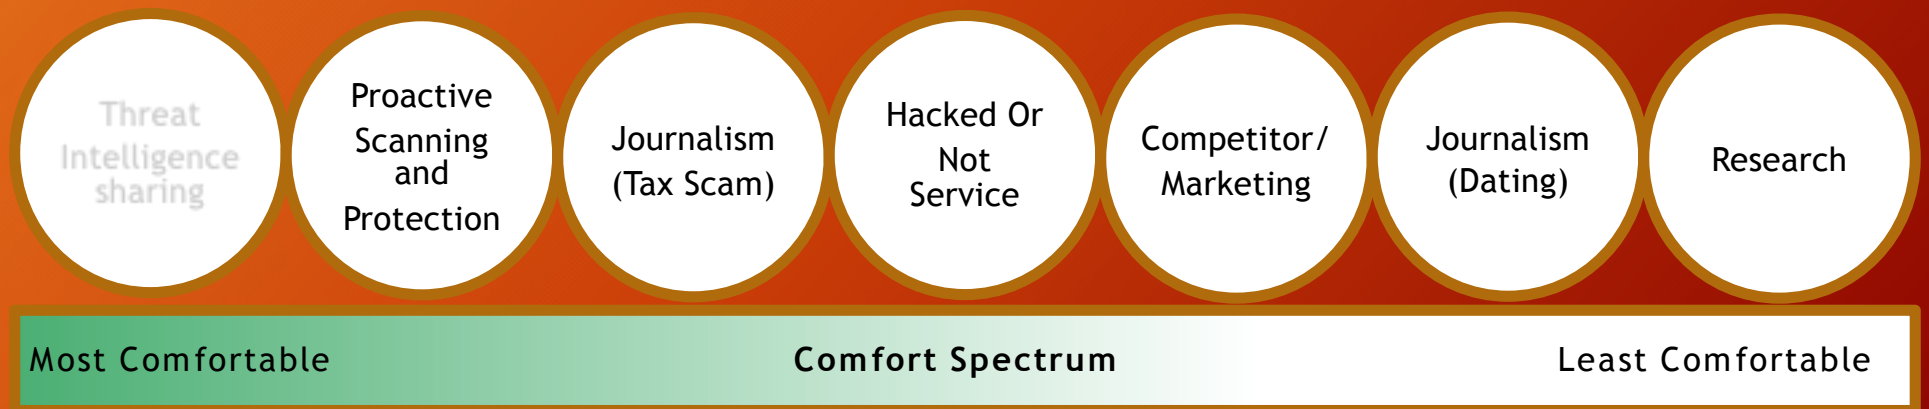 Threat
Intelligence
sharing
Proactive
Scanning
and
Protection
Journalism
(Tax Scam)
Hacked Or
Not
Service
Competitor/
Marketing
Journalism
(Dating)
Research
Most Comfortable
Comfort Spectrum
Least Comfortable